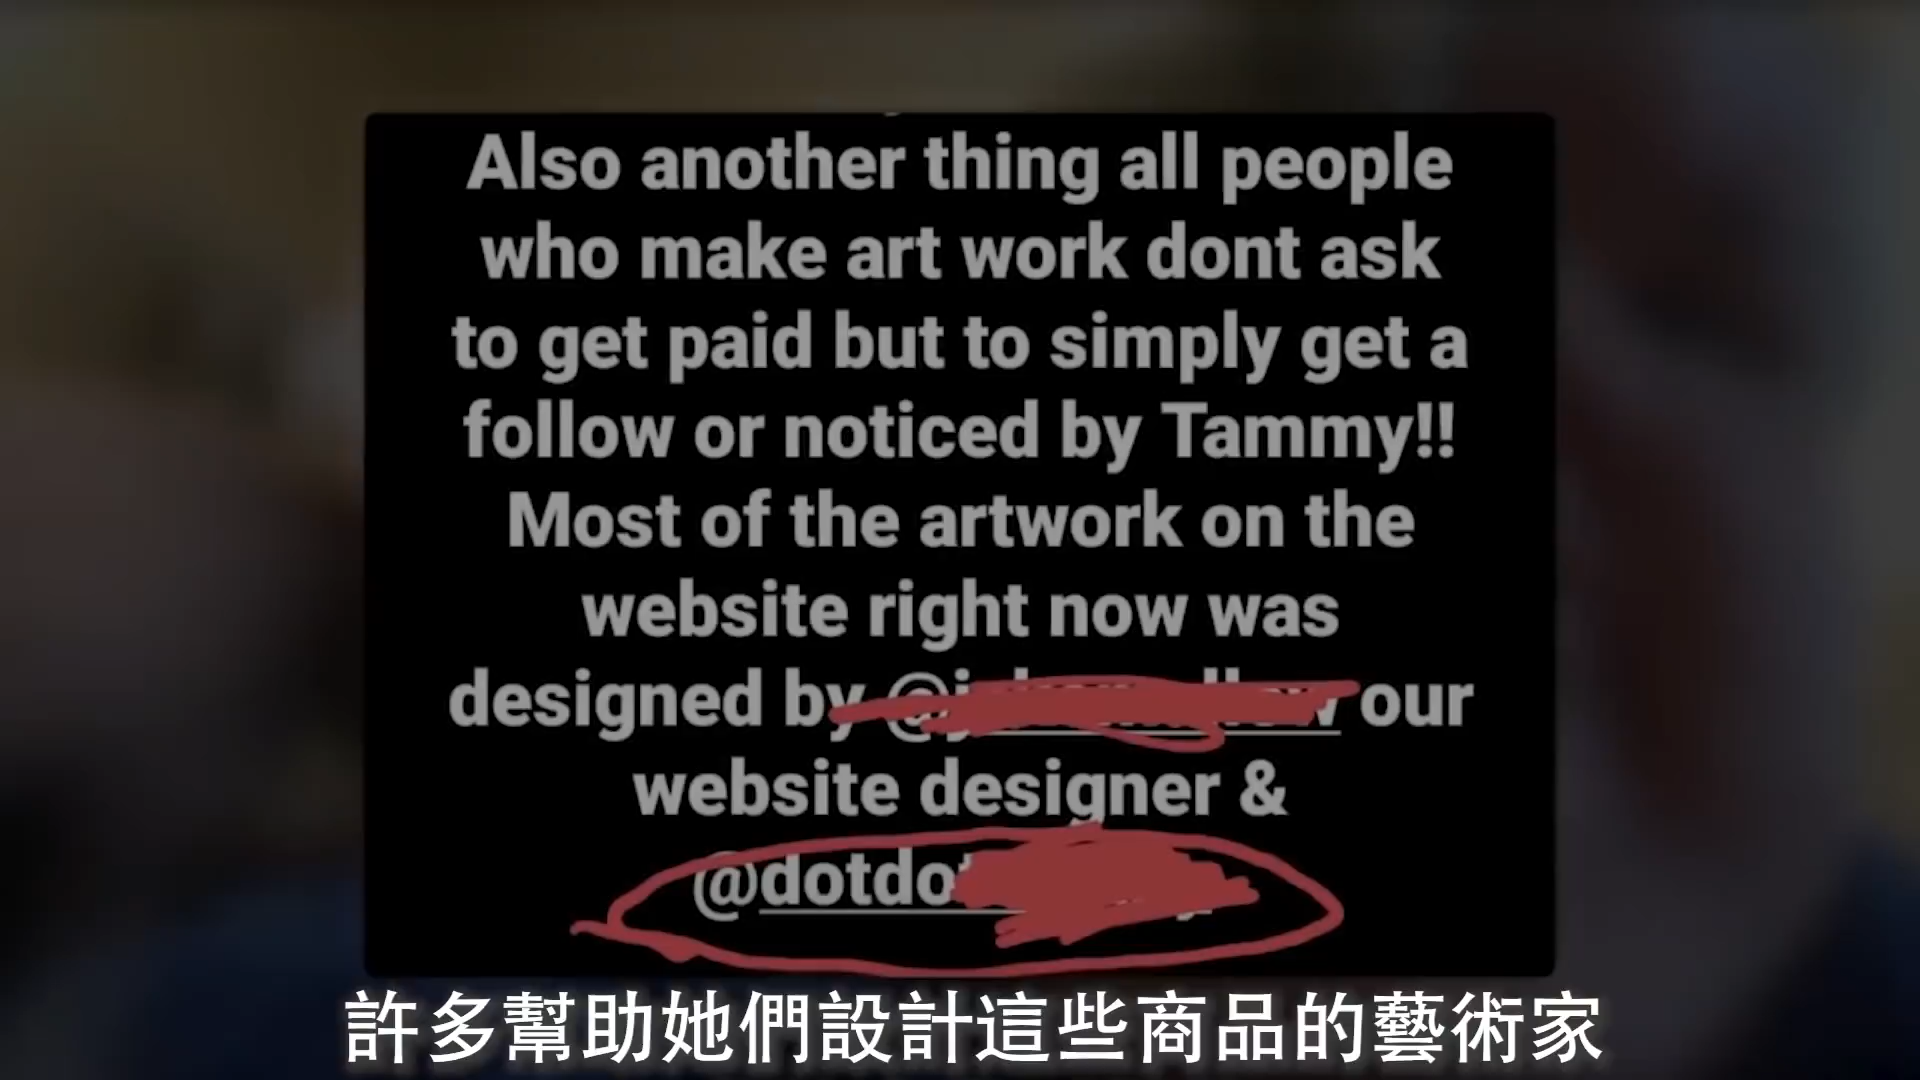 Also another thing all people
who make art work dont ask
to get paid but to simply get a
follow or noticed by Tammy!!
Most of the artwork on the
website right now was
designed by our
website designer &
@dotdo
許多幫助她們設計這些商品的藝術家